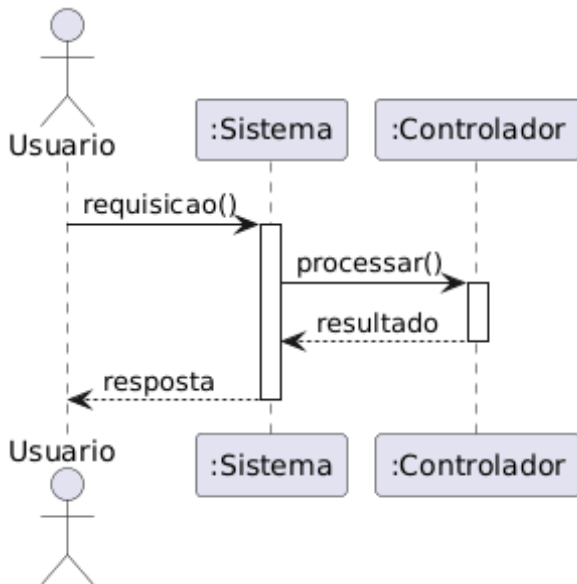 Usuario
:Sistema
:Controlador
requisicao()
processar()
resultado
resposta
Usuario
:Sistema
:Controlador